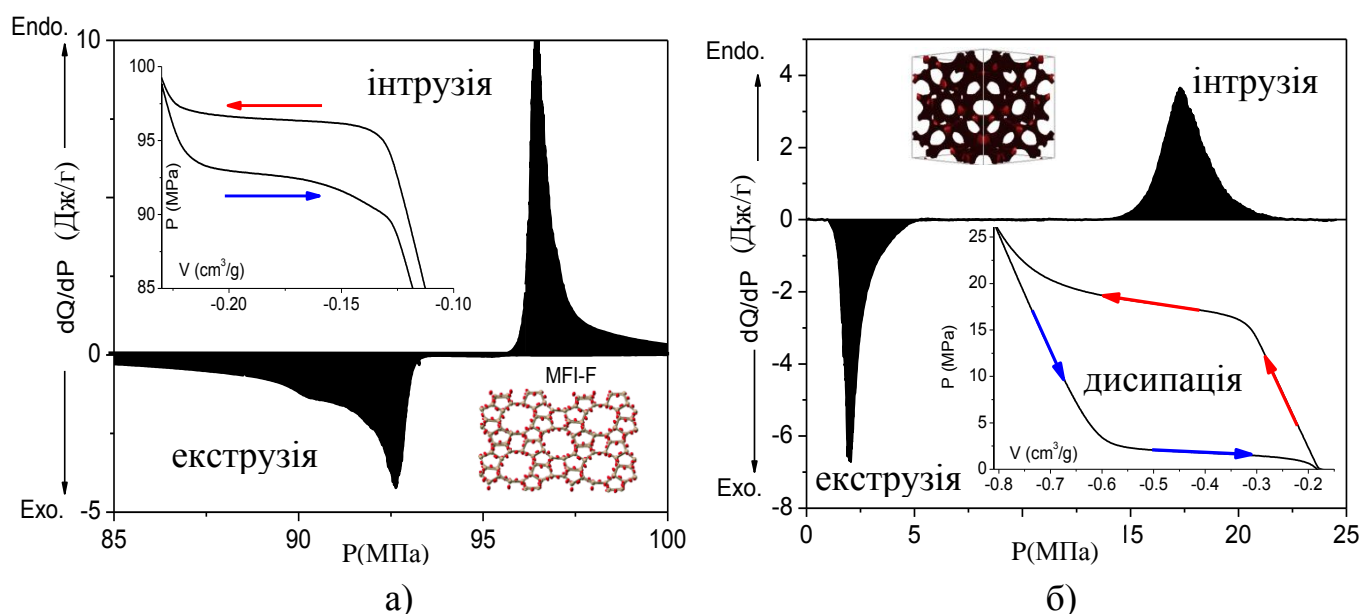 Endo.
10
5
0
-5
Exo.
dQ/dP (Дж/г)
інтрузія
100
95
90
85
P (MPa)
V (cm³/g)
-0.20
-0.15
-0.10
MFI-F
екструзія
85
90
95
100
P(МПа)
а)
Endo.
4
2
0
-2
-4
-6
-8
Exo.
dQ/dP (Дж/г)
інтрузія
25
20
15
10
5
0
P (MPa)
дисипація
V (cm³/g)
-0.8
-0.7
-0.6
-0.5
-0.4
-0.3
-0.2
екструзія
0
5
10
15
20
25
P(МПа)
б)